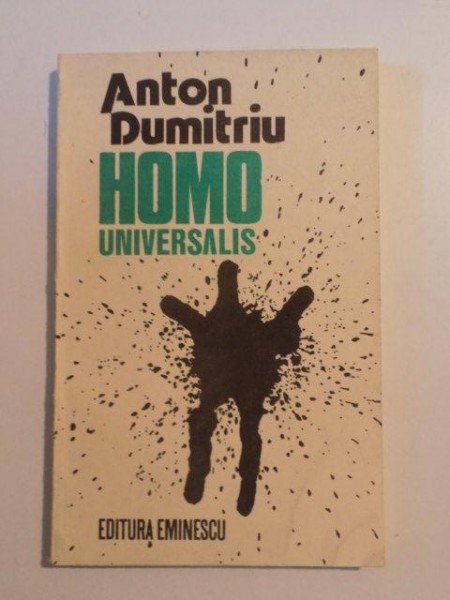 Anton
Dumitriu
HOMO
UNIVERSALIS
EDITURA EMINESCU